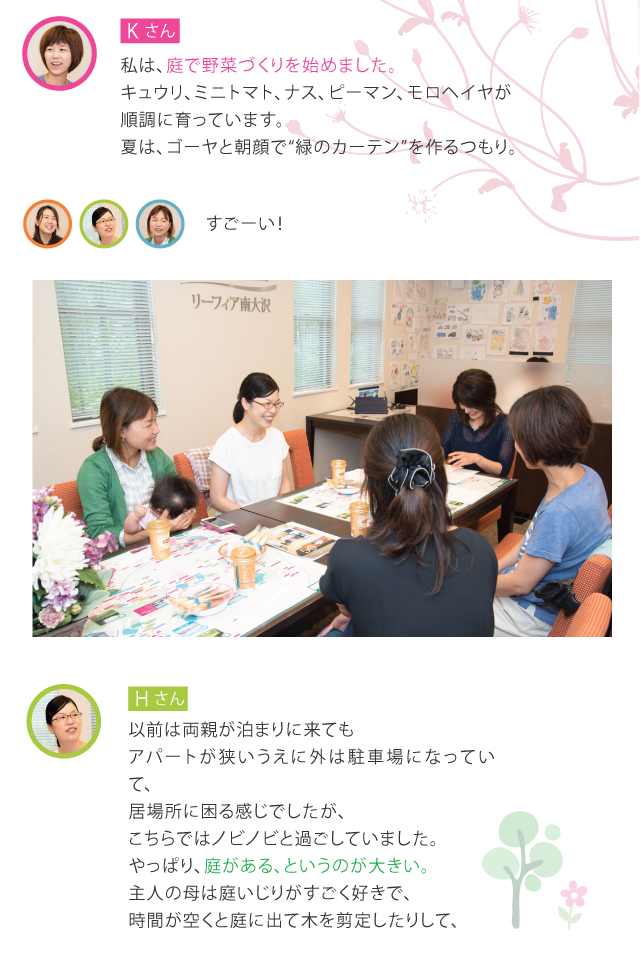 K さん
私は、庭で野菜づくりを始めました。
キュウリ、ミニトマト、ナス、ピーマン、モロヘイヤが
順調に育っています。
夏は、ゴーヤと朝顔で“緑のカーテン”を作るつもり。
すごーい！
リーフィア南大沢
H さん
以前は両親が泊まりに来ても
アパートが狭いうえに外は駐車場になってい
て、
居場所に困る感じでしたが、
こちらではノビノビと過ごしていました。
やっぱり、庭がある、というのが大きい。
主人の母は庭いじりがすごく好きで、
時間が空くと庭に出て木を剪定したりして、